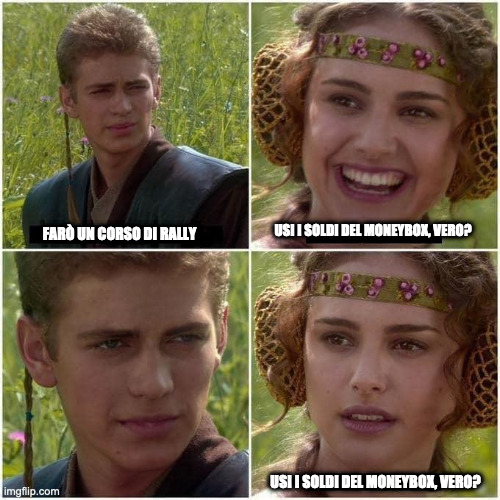 FARÒ UN CORSO DI RALLY
USI I SOLDI DEL MONEYBOX, VERO?
USI I SOLDI DEL MONEYBOX, VERO?
imgflip.com